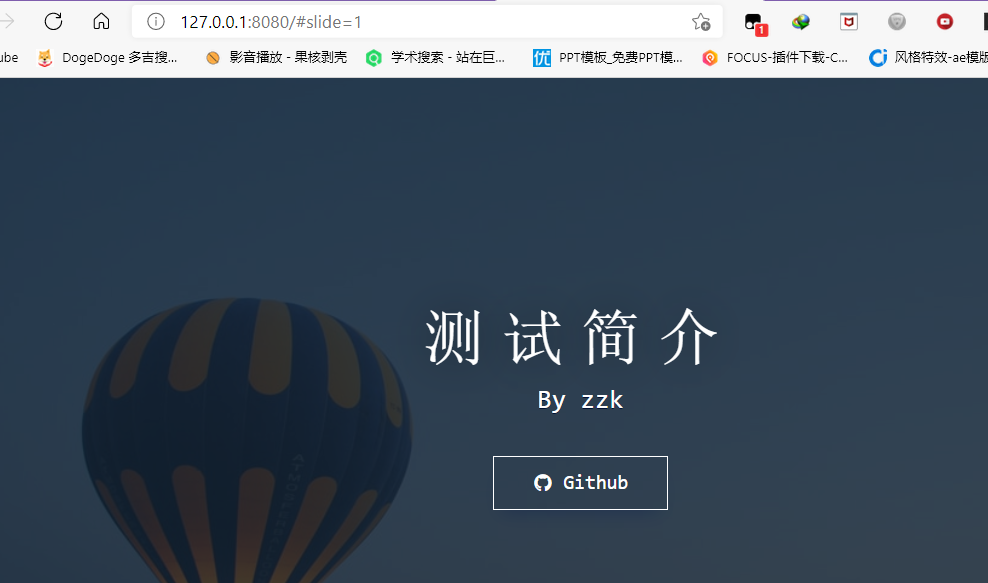 127.0.0.1:8080/#slide=1
1
ube
DogeDoge 多吉搜...
影音播放 - 果核剥壳
学术搜索 - 站在巨...
优
PPT模板_免费PPT模...
FOCUS-插件下载-C...
风格特效-ae模版
测试简介
By zzk
Github